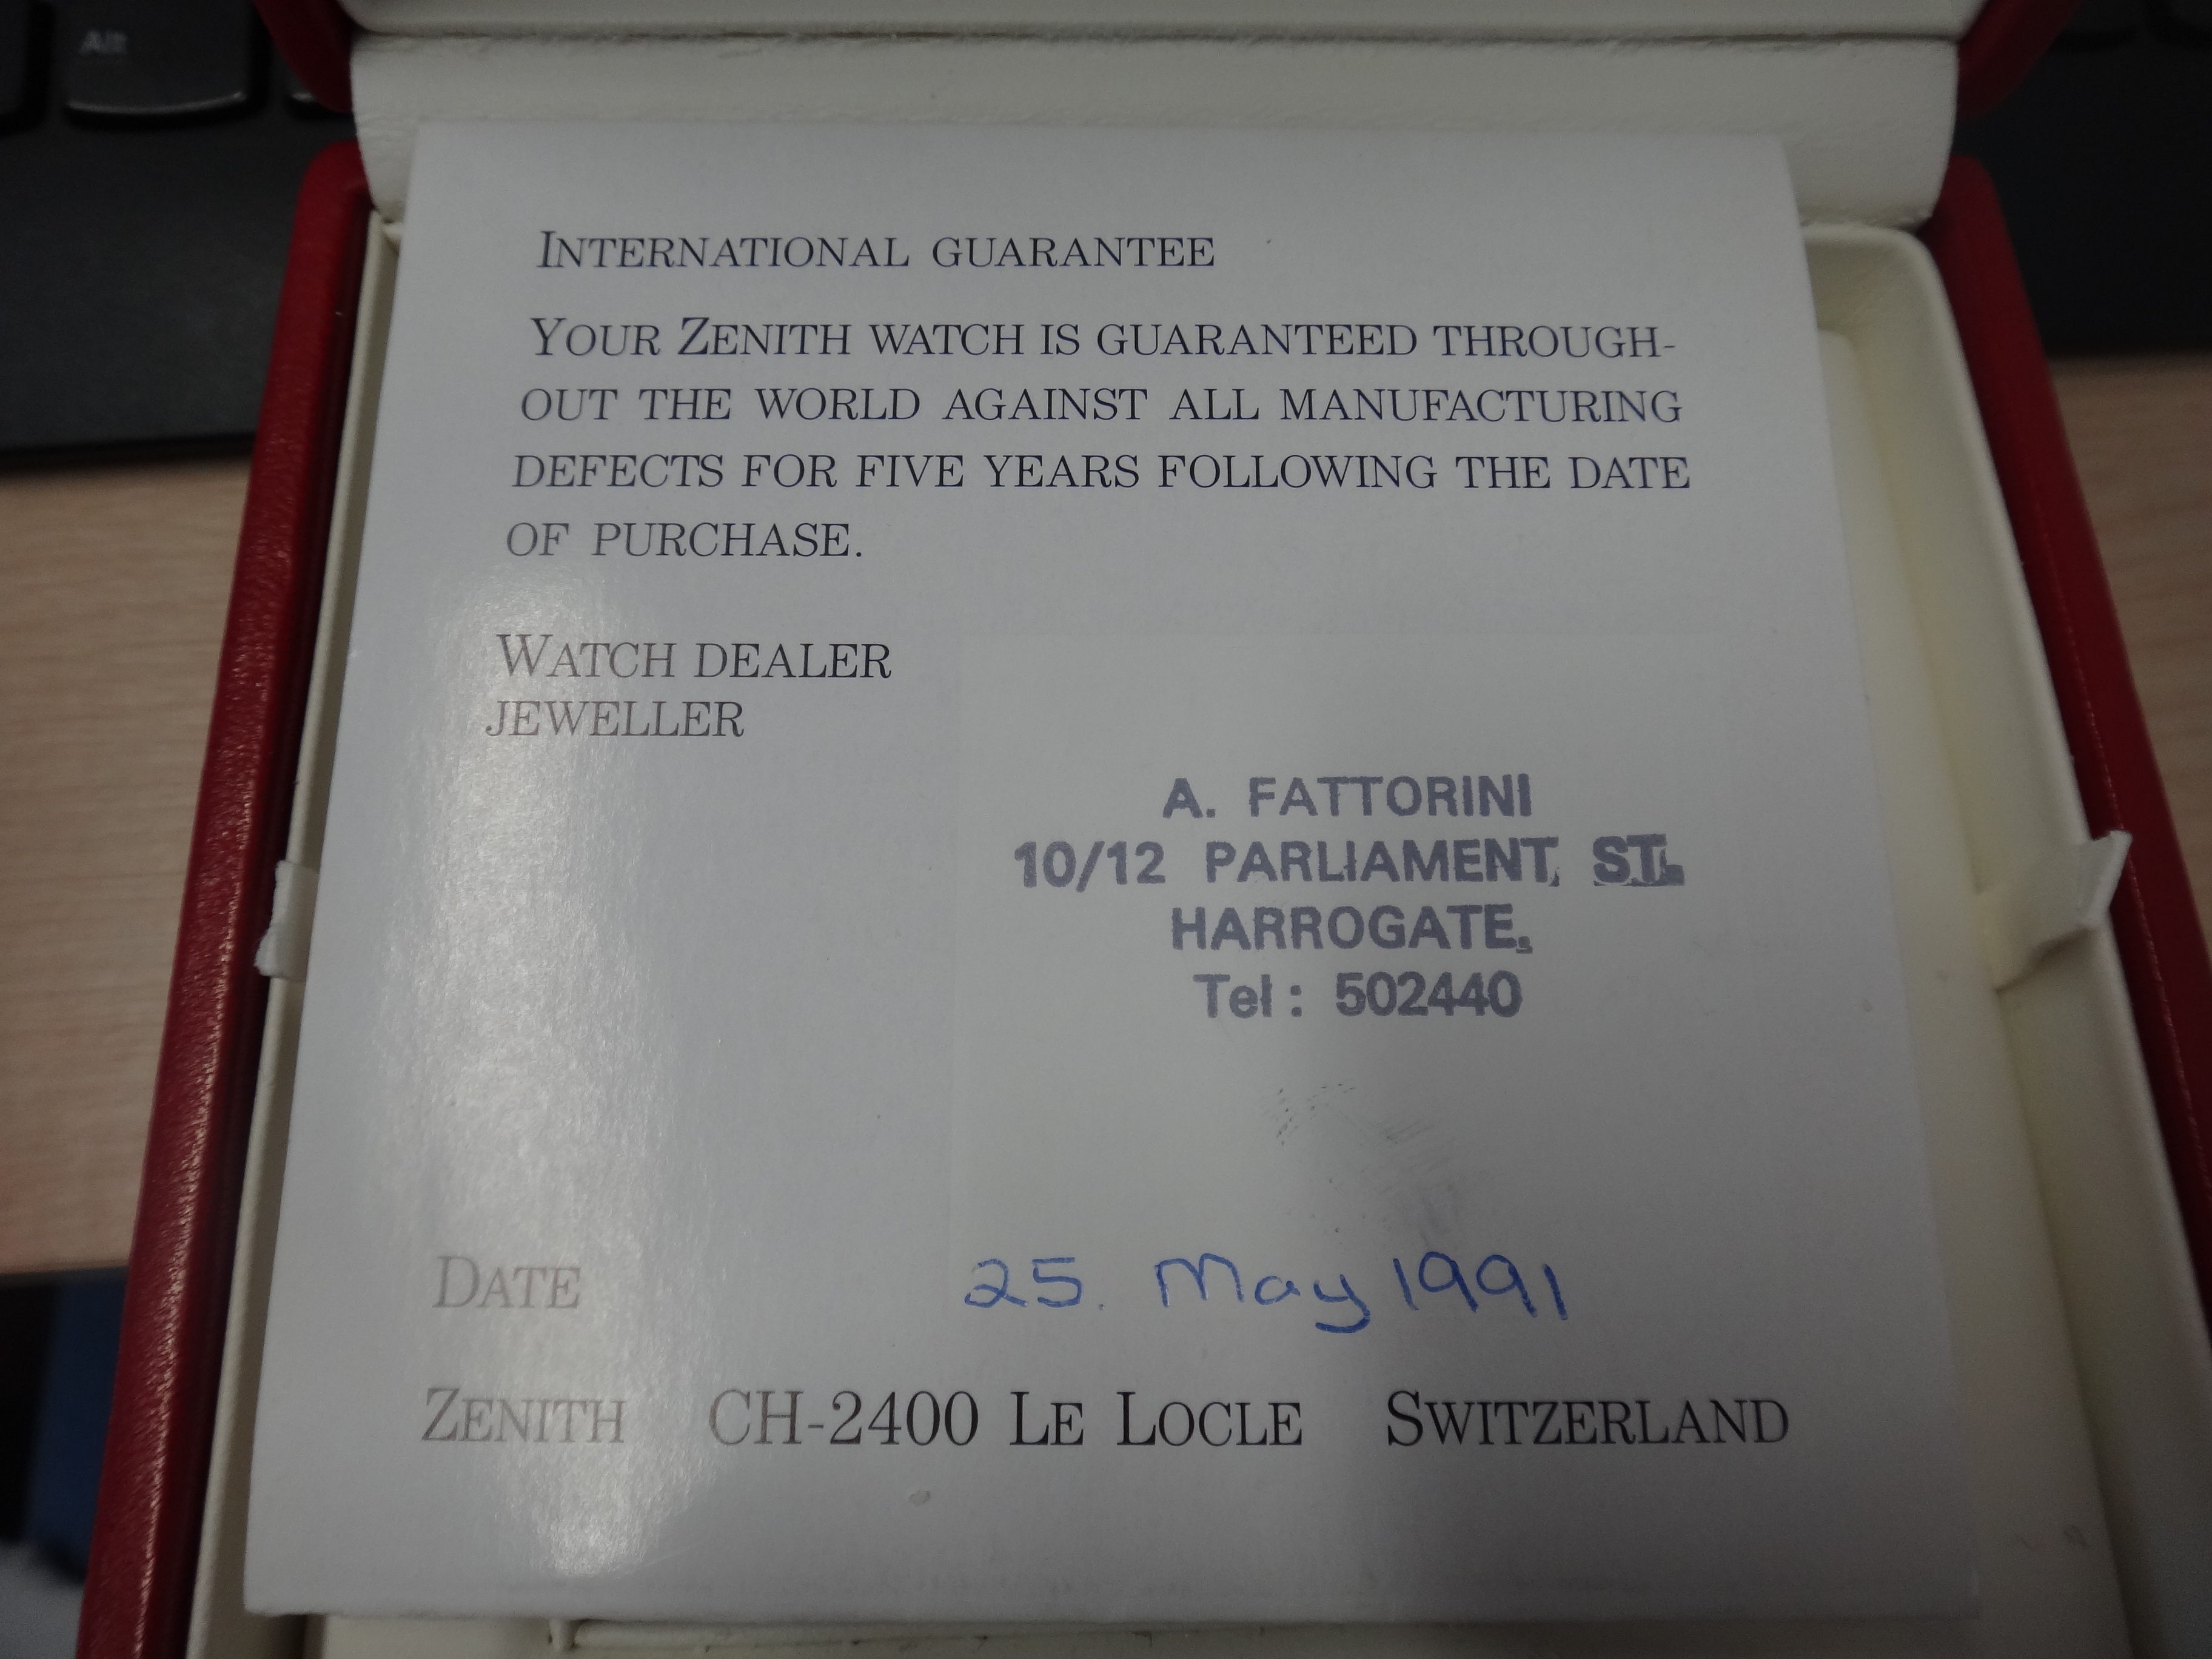 Alt
INTERNATIONAL GUARANTEE
YOUR ZENITH WATCH IS GUARANTEED THROUGH-
OUT THE WORLD AGAINST ALL MANUFACTURING
DEFECTS FOR FIVE YEARS FOLLOWING THE DATE
OF PURCHASE.
WATCH DEALER
JEWELLER
A. FATTORINI
10/12 PARLIAMENT, ST.
HARROGATE.
Tel: 502440
DATE 25. May 1991
ZENITH CH-2400 LE LOCLE SWITZERLAND